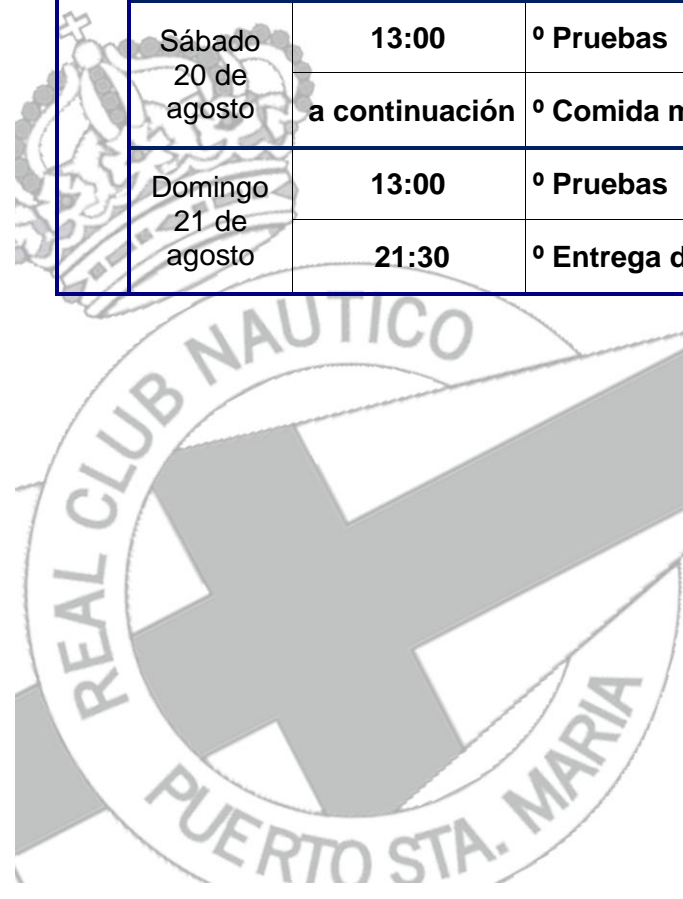 Sábado
20 de
agosto
13:00
º Pruebas
a continuación
º Comida
Domingo
21 de
agosto
13:00
º Pruebas
21:30
º Entrega
REAL CLUB NAUTICO
PUERTO STA. MARIA